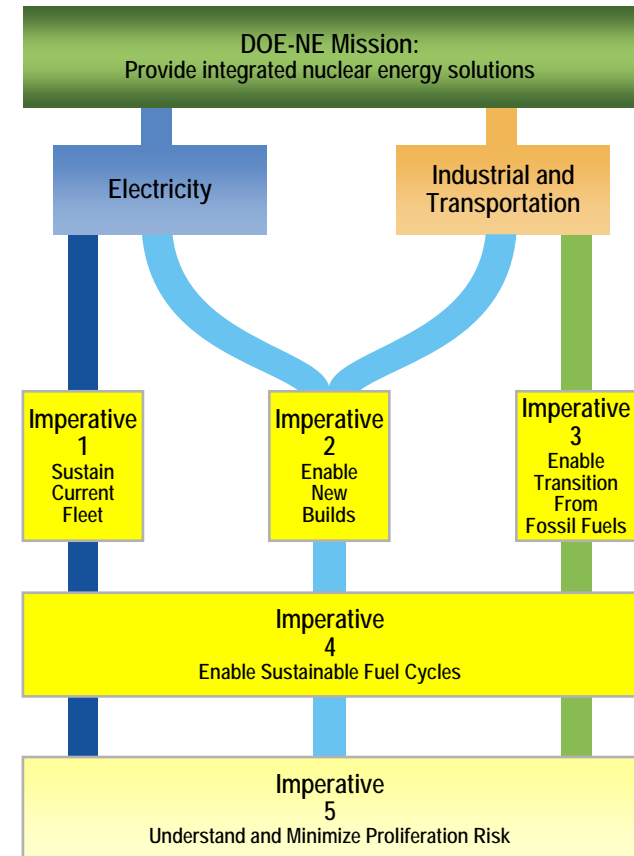 DOE-NE Mission:
Provide integrated nuclear energy solutions
Electricity
Industrial and
Transportation
Imperative
1
Sustain
Current
Fleet
Imperative
2
Enable
New
Builds
Imperative
3
Enable
Transition
From
Fossil Fuels
Imperative
4
Enable Sustainable Fuel Cycles
Imperative
5
Understand and Minimize Proliferation Risk